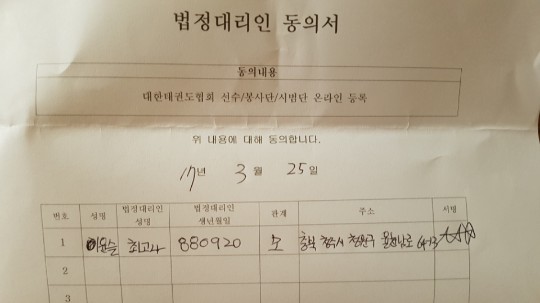 법정대리인 동의서
동의내용
대한태권도협회 선수/봉사단/시범단 온라인 등록
위 내용에 대해 동의합니다.
17년 3월 25일
번호 성명 법정대리인 성명 법정대리인 생년월일 관계 주소 서명
1 이윤슬 최고사 880920 모 충북 청주시 청원구
2
3